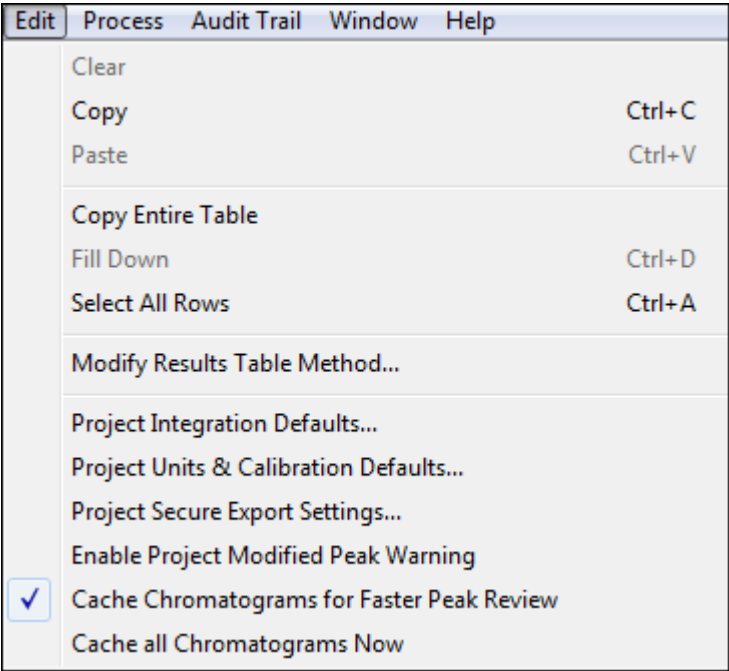 Edit Process Audit Trail Window Help
Clear
Copy Ctrl+C
Paste Ctrl+V
Copy Entire Table
Fill Down Ctrl+D
Select All Rows Ctrl+A
Modify Results Table Method...
Project Integration Defaults...
Project Units & Calibration Defaults...
Project Secure Export Settings...
Enable Project Modified Peak Warning
Cache Chromatograms for Faster Peak Review
Cache all Chromatograms Now